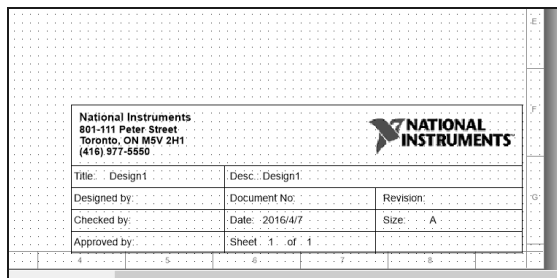 E
F
National Instruments
801-111 Peter Street
Toronto, ON M5V 2H1
(416) 977-5550
NATIONAL
INSTRUMENTS
Title: Design1 Desc.: Design1
Designed by: Document No: Revision:
G
Checked by: Date: 2016/4/7 Size: A
Approved by: Sheet 1 of 1
4 5 6 7 8